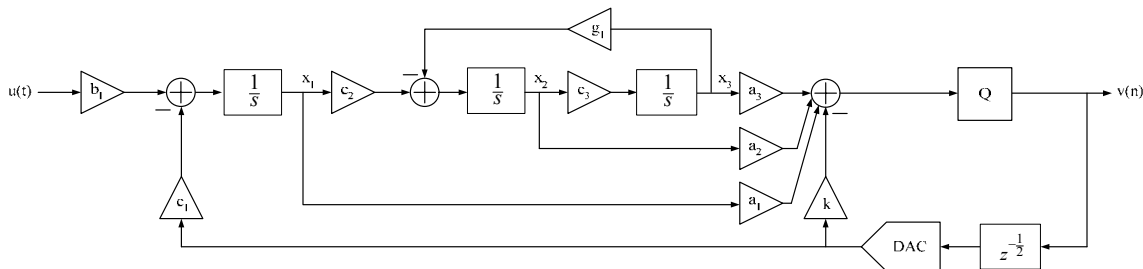 g₁
u(t)
b₁
1/s
x₁
c₂
1/s
x₂
c₃
1/s
x₃
a₃
Q
v(n)
a₂
a₁
c₁
k
DAC
z^{-1/2}